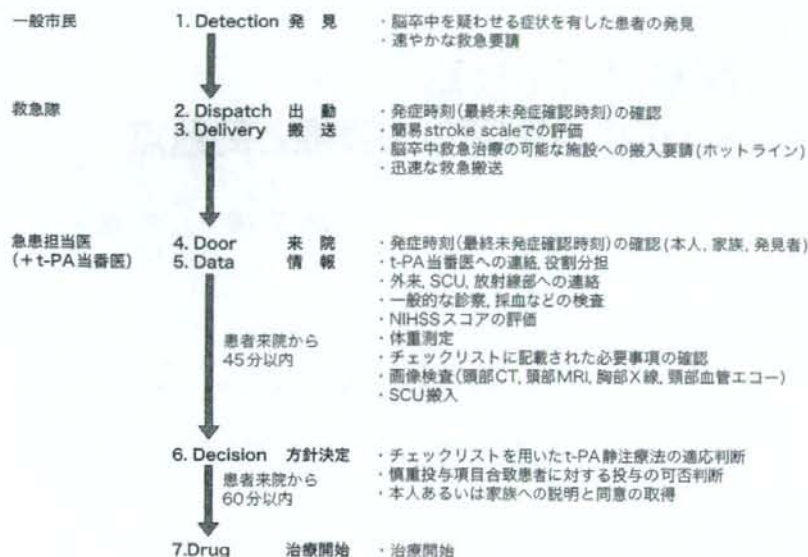 一般市民 1. Detection 発 見 ・脳卒中を疑わせる症状を有した患者の発見
・速やかな救急要請
救急隊 2. Dispatch 出 動 ・発症時刻(最終未発症確認時刻)の確認
3. Delivery 搬 送 ・簡易stroke scaleでの評価
・脳卒中救急治療の可能な施設への搬入要請(ホットライン)
・迅速な救急搬送
急患担当医 4. Door 来 院 ・発症時刻(最終未発症確認時刻)の確認(本人, 家族, 発見者)
(+t-PA当番医) 5. Data 情 報 ・t-PA当番医への連絡, 役割分担
・外来, SCU, 放射線部への連絡
・一般的な診察, 採血などの検査
・NIHSSスコアの評価
患者来院から ・体重測定
45分以内 ・チェックリストに記載された必要事項の確認
・画像検査(頭部CT, 頭部MRI, 胸部X線, 頸部血管エコー)
・SCU搬入
6. Decision 方針決定 ・チェックリストを用いたt-PA静注療法の適応判断
患者来院から ・慎重投与項目合致患者に対する投与の可否判断
60分以内 ・本人あるいは家族への説明と同意の取得
7.Drug 治療開始 ・治療開始